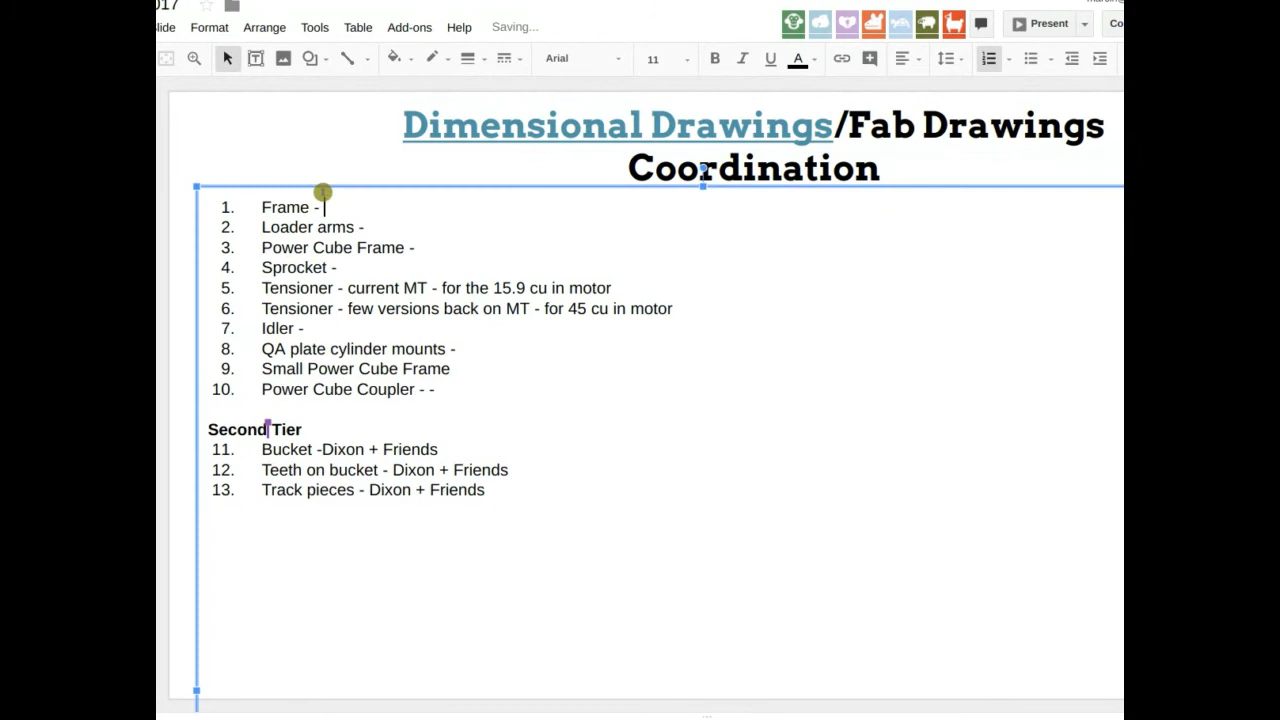 017
lide Format Arrange Tools Table Add-ons Help Saving...
Present
Arial 11 B I U A
Dimensional Drawings/Fab Drawings
Coordination
1. Frame -
2. Loader arms -
3. Power Cube Frame -
4. Sprocket -
5. Tensioner - current MT - for the 15.9 cu in motor
6. Tensioner - few versions back on MT - for 45 cu in motor
7. Idler -
8. QA plate cylinder mounts -
9. Small Power Cube Frame
10. Power Cube Coupler - -
Second Tier
11. Bucket -Dixon + Friends
12. Teeth on bucket - Dixon + Friends
13. Track pieces - Dixon + Friends